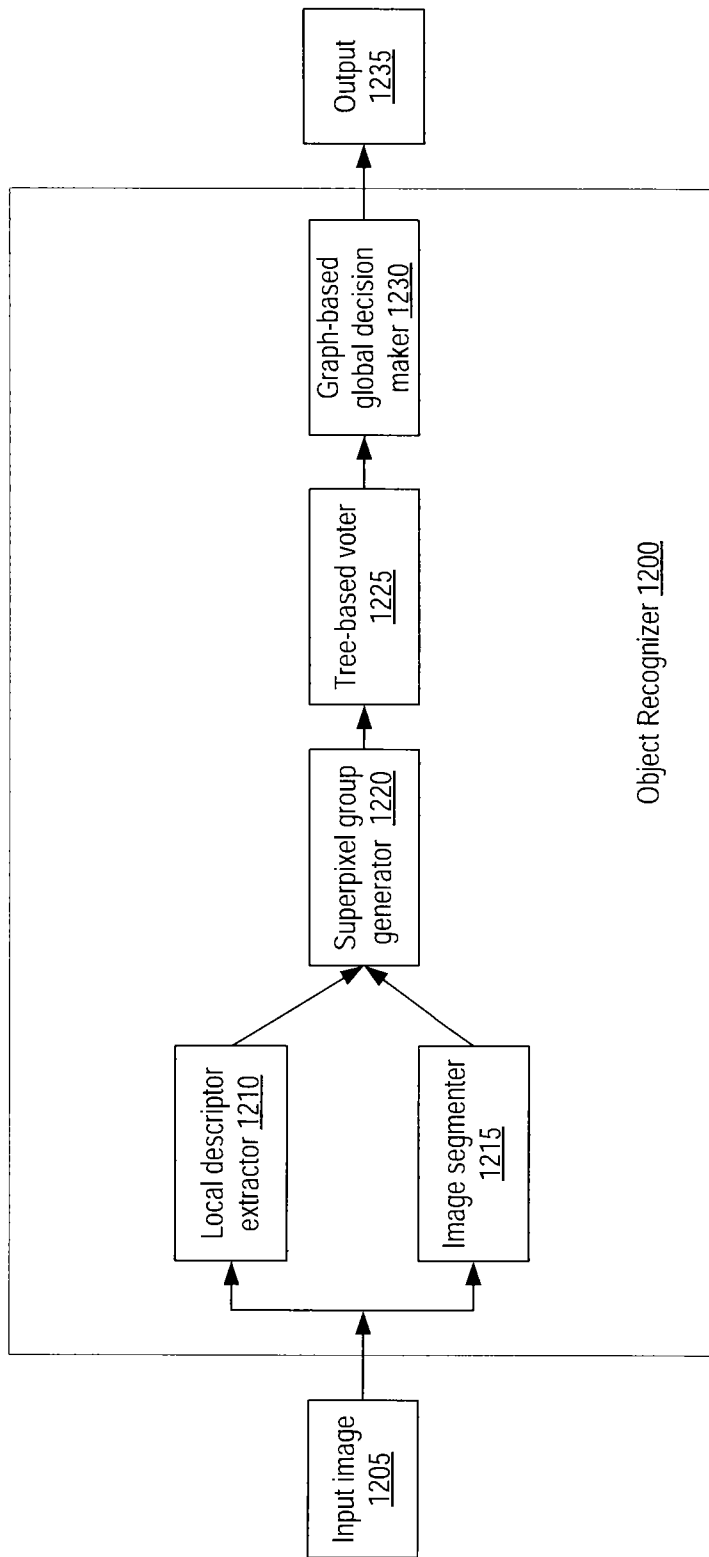 Input image
1205
Local descriptor
extractor 1210
Image segmenter
1215
Superpixel group
generator 1220
Tree-based voter
1225
Graph-based
global decision
maker 1230
Output
1235
Object Recognizer 1200